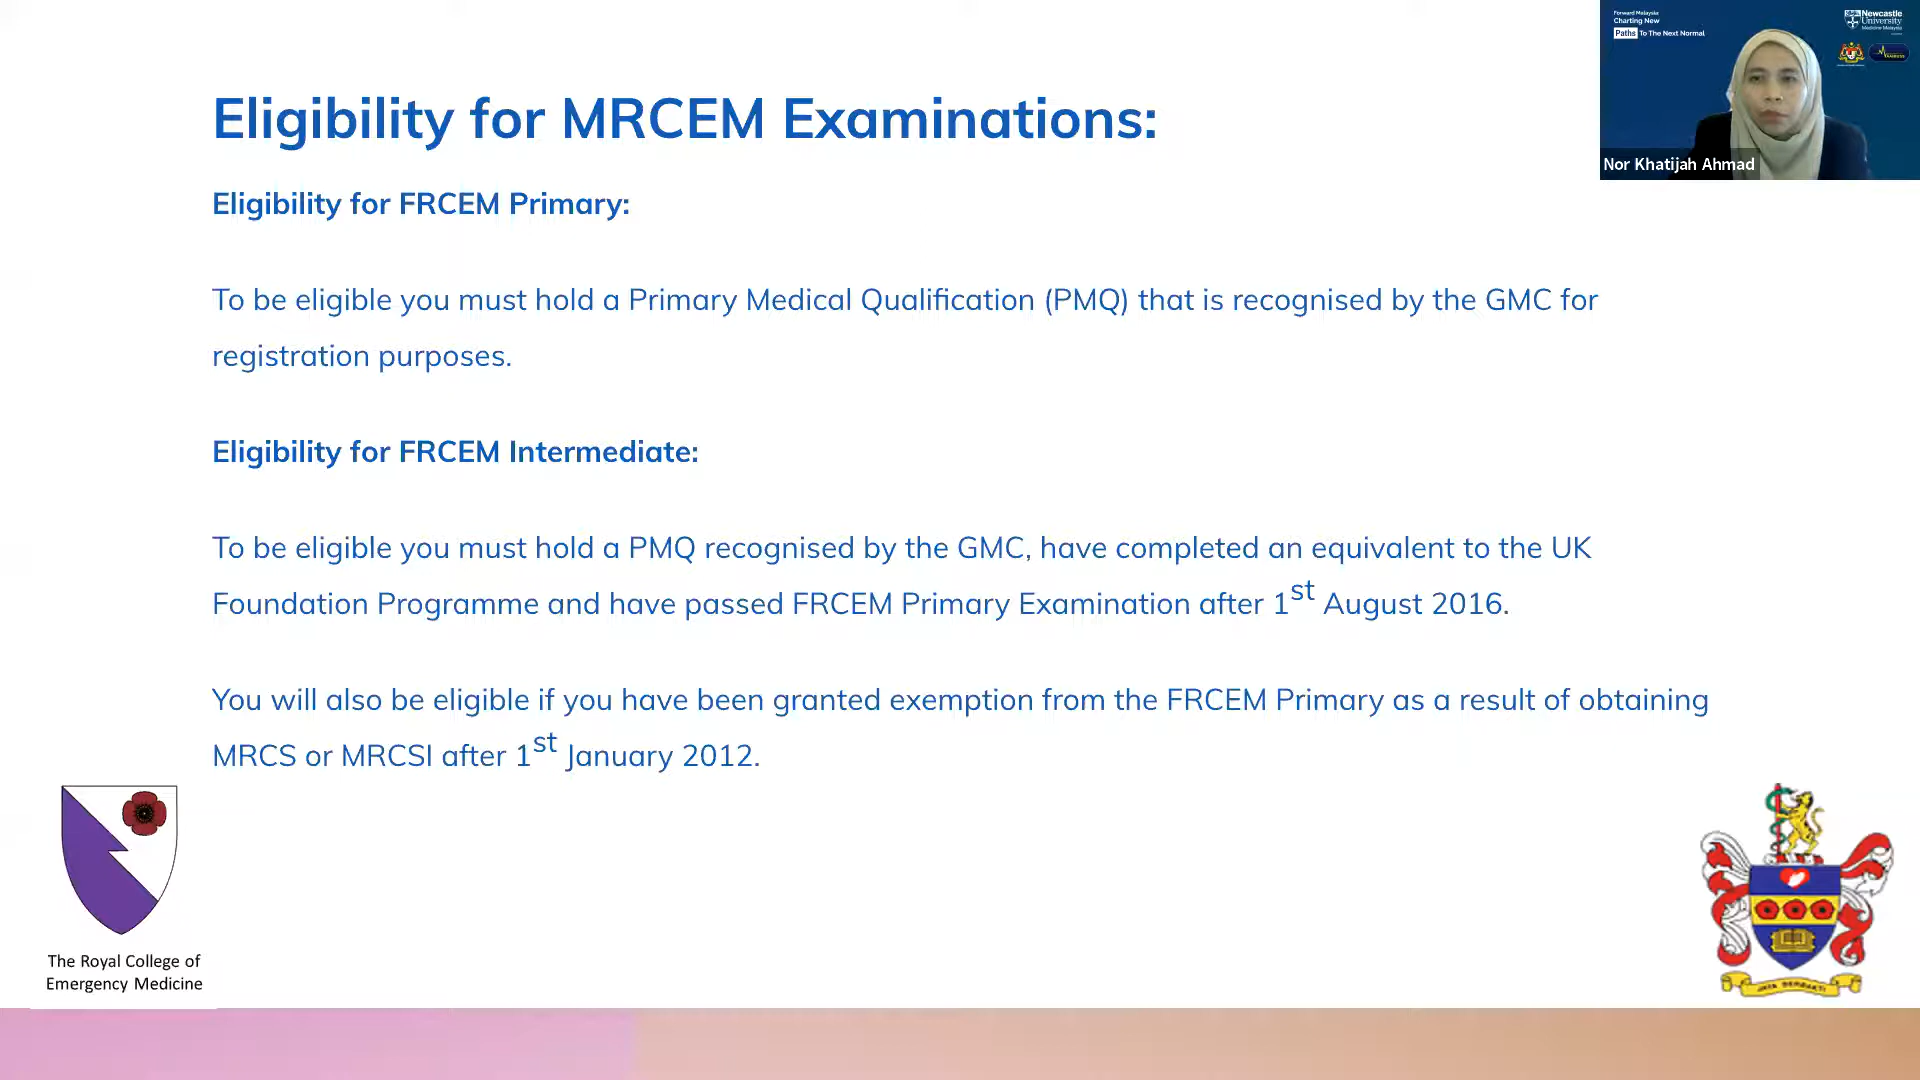 Eligibility for MRCEM Examinations:
Eligibility for FRCEM Primary:
To be eligible you must hold a Primary Medical Qualification (PMQ) that is recognised by the GMC for
registration purposes.
Eligibility for FRCEM Intermediate:
To be eligible you must hold a PMQ recognised by the GMC, have completed an equivalent to the UK
Foundation Programme and have passed FRCEM Primary Examination after 1st August 2016.
You will also be eligible if you have been granted exemption from the FRCEM Primary as a result of obtaining
MRCS or MRCSI after 1st January 2012.
The Royal College of
Emergency Medicine
Forward Malaysia
Charting New
Paths To The Next Normal
Newcastle
University
Medicine Malaysia
Nor Khatijah Ahmad